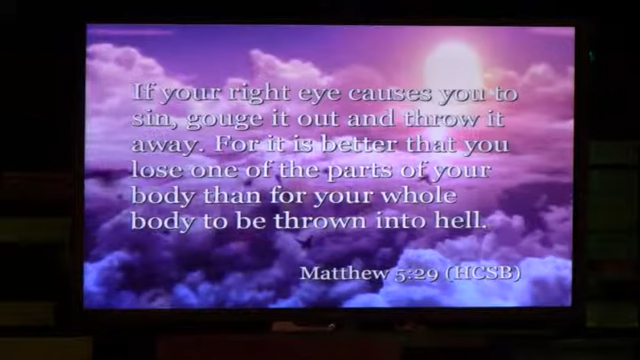 If your right eye causes you to
sin, gouge it out and throw it
away. For it is better that you
lose one of the parts of your
body than for your whole
body to be thrown into hell.
Matthew 5:29 (HCSB)